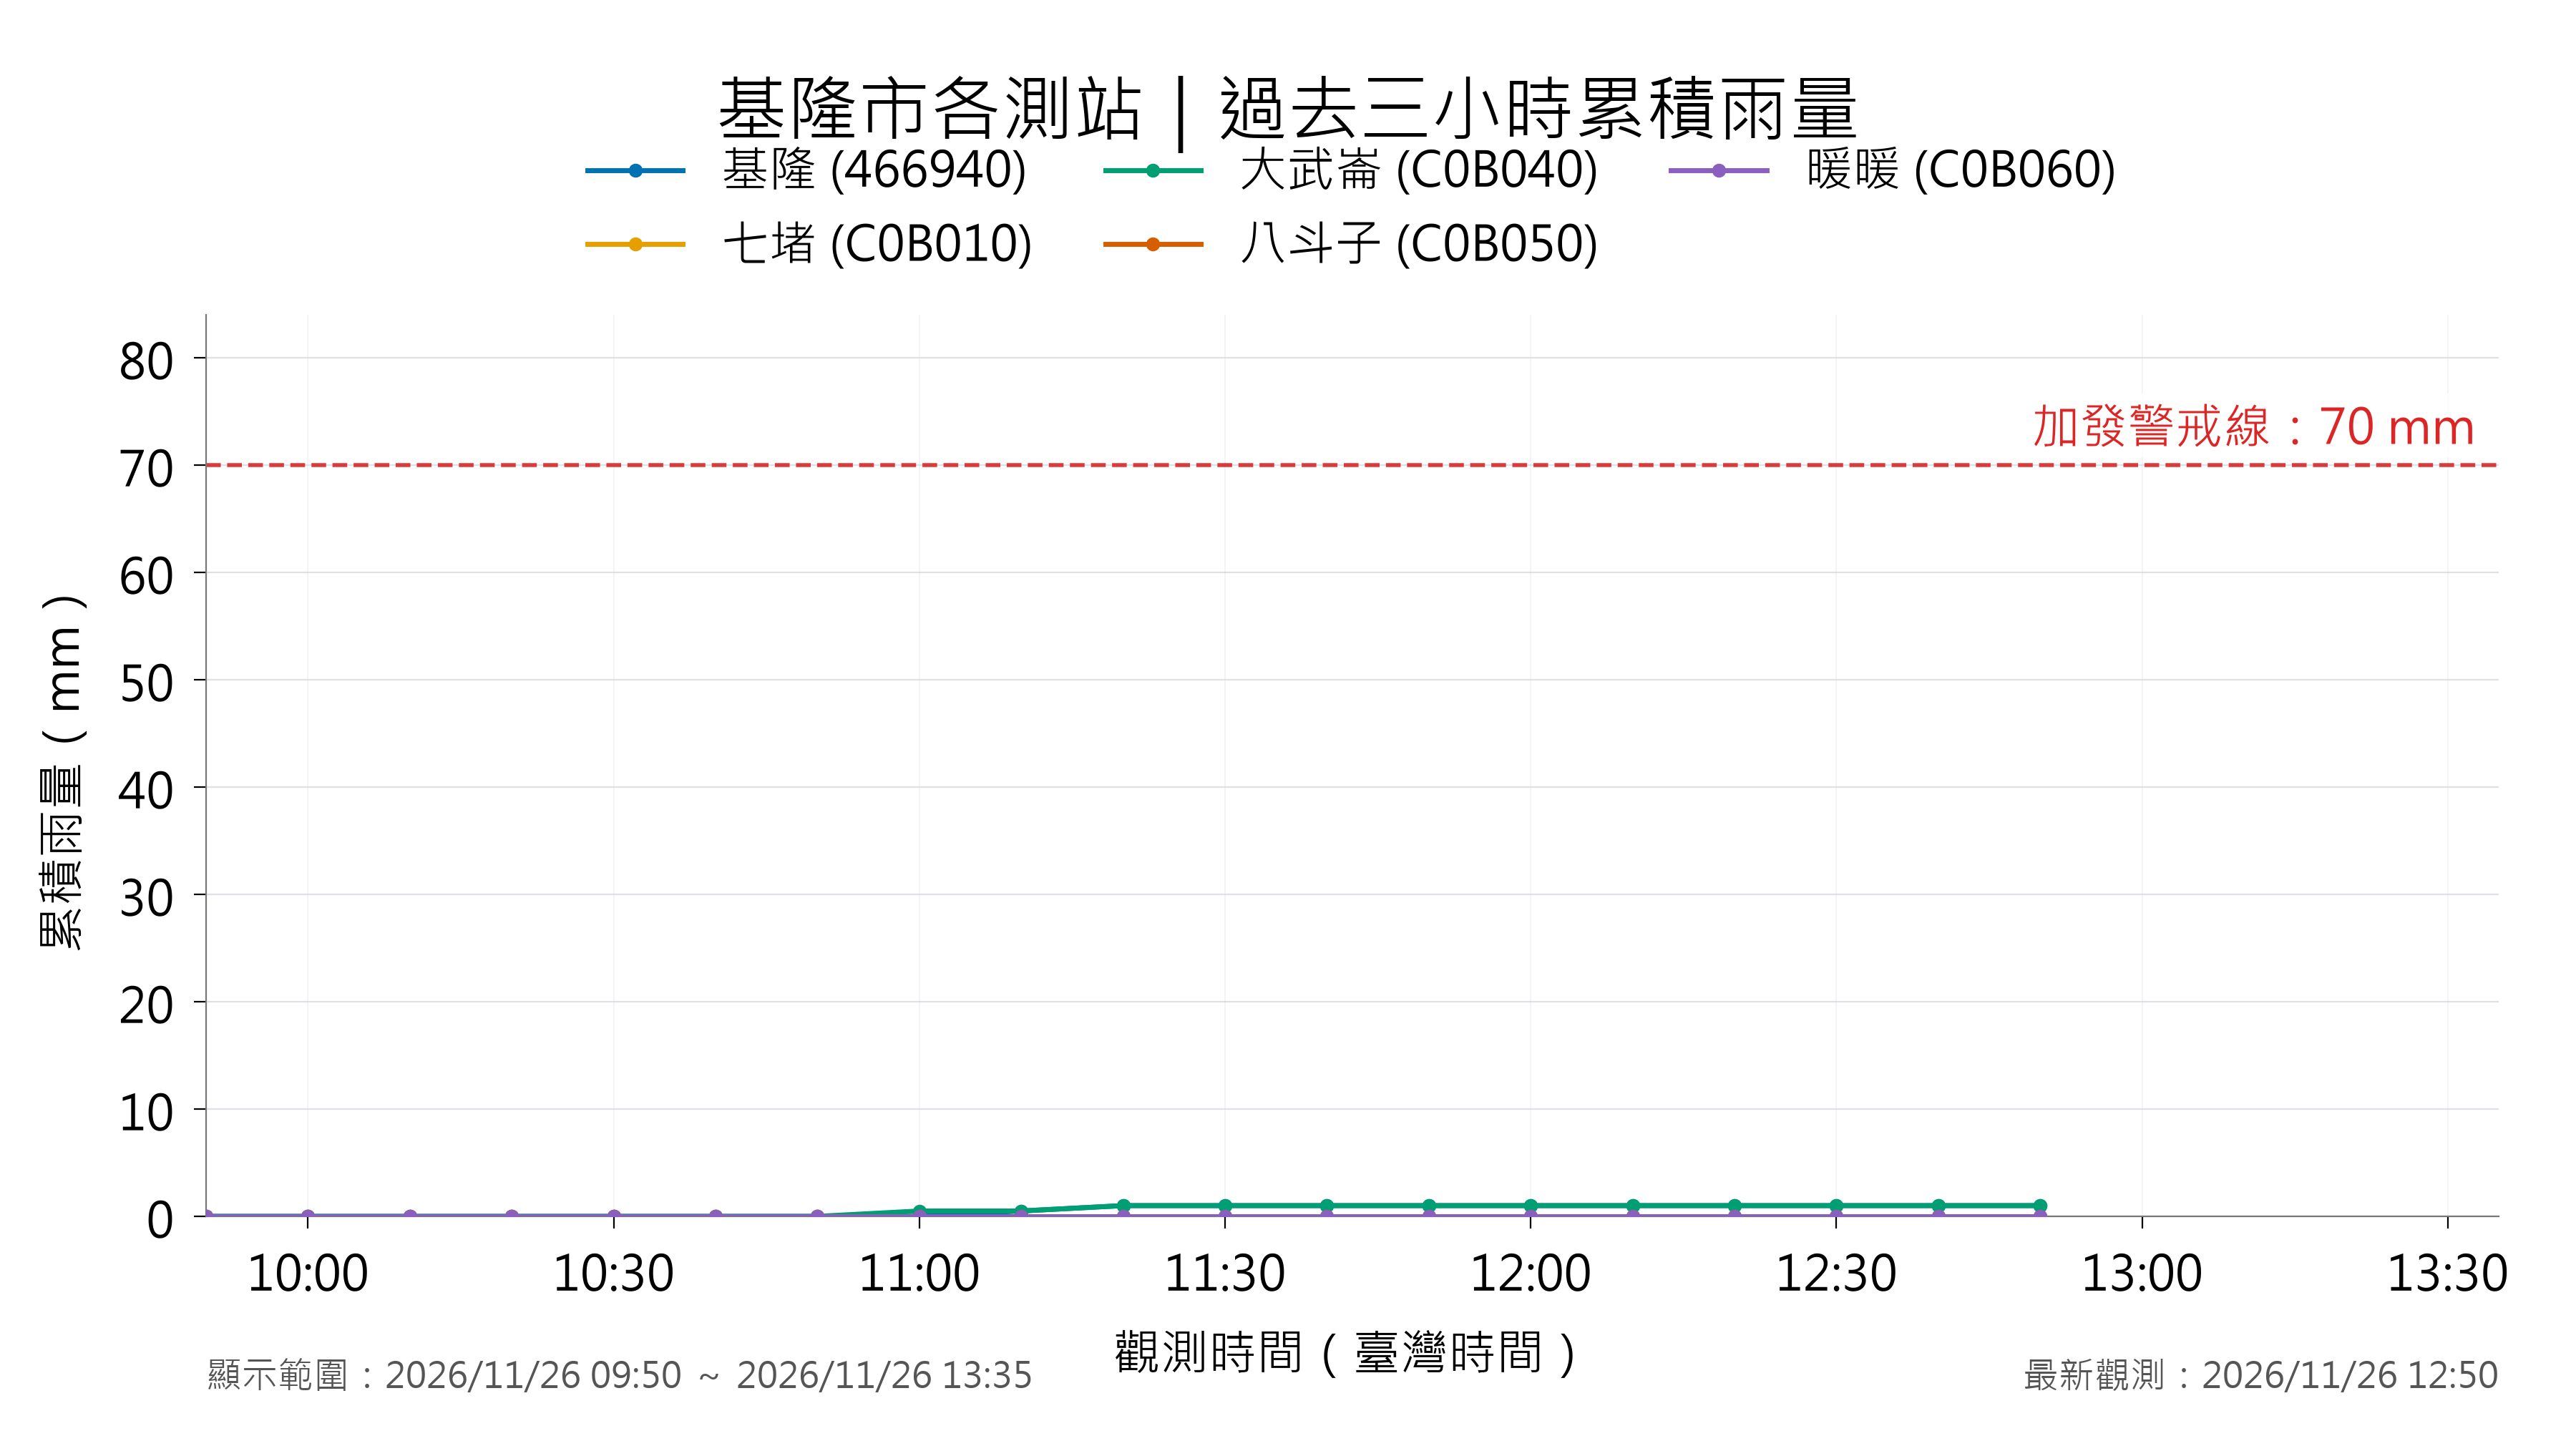 基隆市各測站｜過去三小時累積雨量
基隆 (466940)
大武崙 (C0B040)
暖暖 (C0B060)
七堵 (C0B010)
八斗子 (C0B050)
80
加發警戒線：70 mm
70
60
50
40
30
20
10
0
累積雨量（mm）
10:00 10:30 11:00 11:30 12:00 12:30 13:00 13:30
觀測時間（臺灣時間）
顯示範圍：2026/11/26 09:50 ~ 2026/11/26 13:35
最新觀測：2026/11/26 12:50